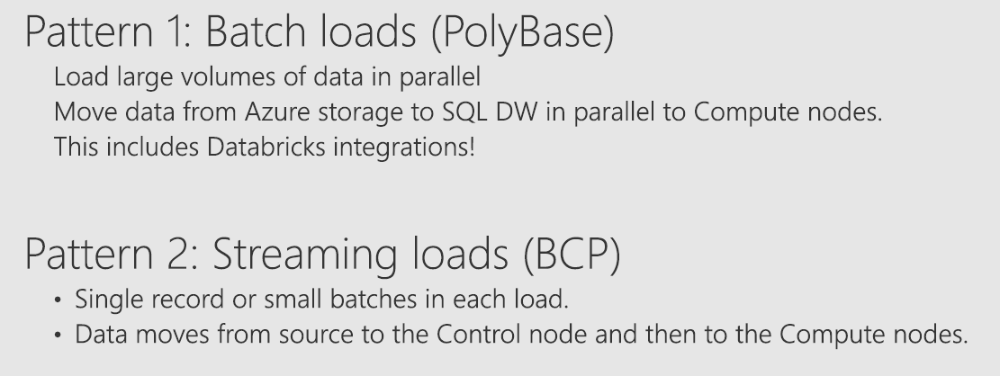 Pattern 1: Batch loads (PolyBase)
Load large volumes of data in parallel
Move data from Azure storage to SQL DW in parallel to Compute nodes.
This includes Databricks integrations!
Pattern 2: Streaming loads (BCP)
• Single record or small batches in each load.
• Data moves from source to the Control node and then to the Compute nodes.